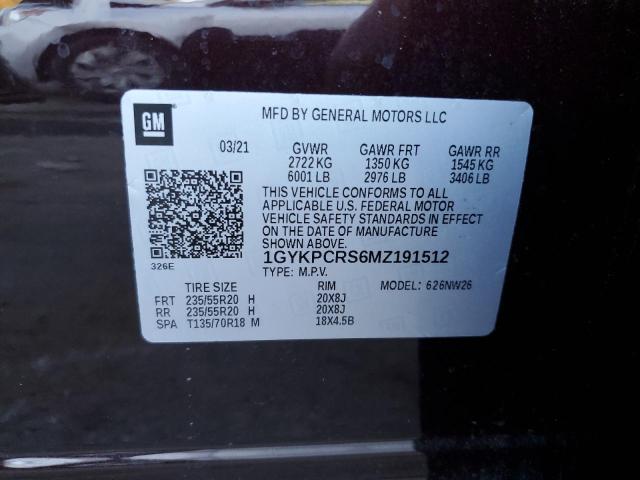 GM
MFD BY GENERAL MOTORS LLC
03/21 GVWR GAWR FRT GAWR RR
2722 KG 1350 KG 1545 KG
6001 LB 2976 LB 3406 LB
THIS VEHICLE CONFORMS TO ALL
APPLICABLE U.S. FEDERAL MOTOR
VEHICLE SAFETY STANDARDS IN EFFECT
ON THE DATE OF MANUFACTURE
SHOWN ABOVE.
326E
1GYKPCRS6MZ191512
TYPE: M.P.V. MODEL: 626NW26
TIRE SIZE RIM
FRT 235/55R20 H 20X8J
RR 235/55R20 H 20X8J
SPA T135/70R18 M 18X4.5B